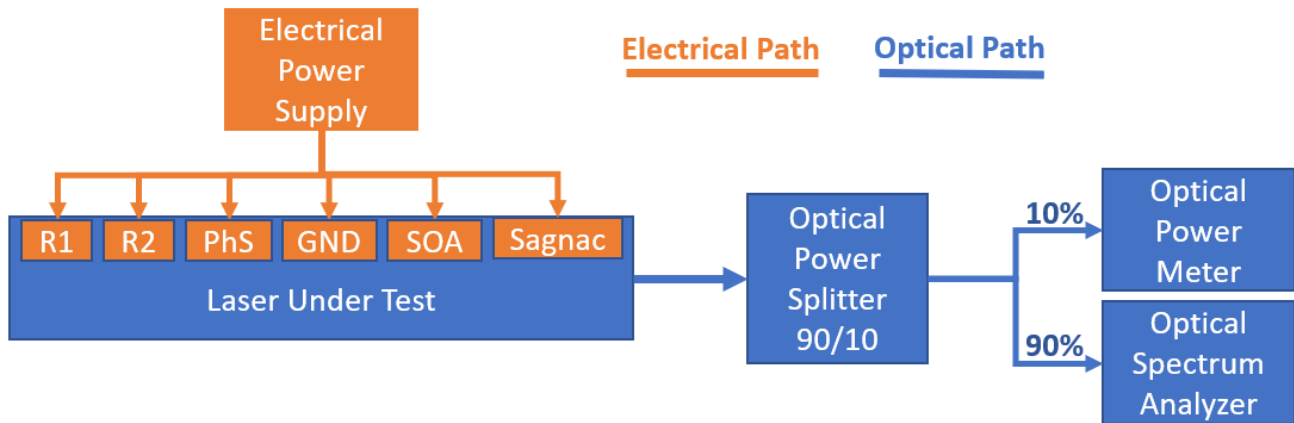 Electrical
Power
Supply
Electrical Path
Optical Path
R1
R2
PhS
GND
SOA
Sagnac
Laser Under Test
Optical
Power
Splitter
90/10
10%
90%
Optical
Power
Meter
Optical
Spectrum
Analyzer